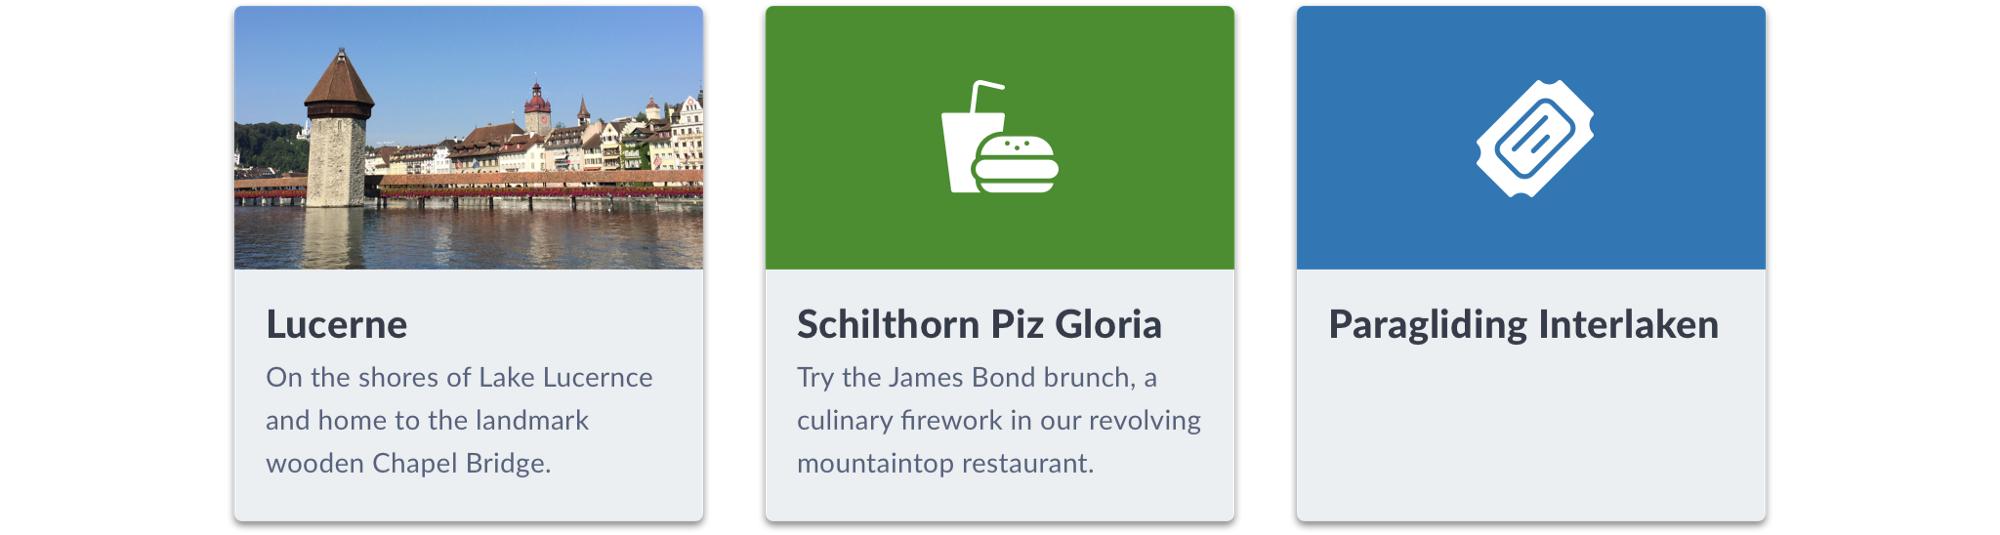 Lucerne
On the shores of Lake Lucernce
and home to the landmark
wooden Chapel Bridge.
Schilthorn Piz Gloria
Try the James Bond brunch, a
culinary firework in our revolving
mountaintop restaurant.
Paragliding Interlaken